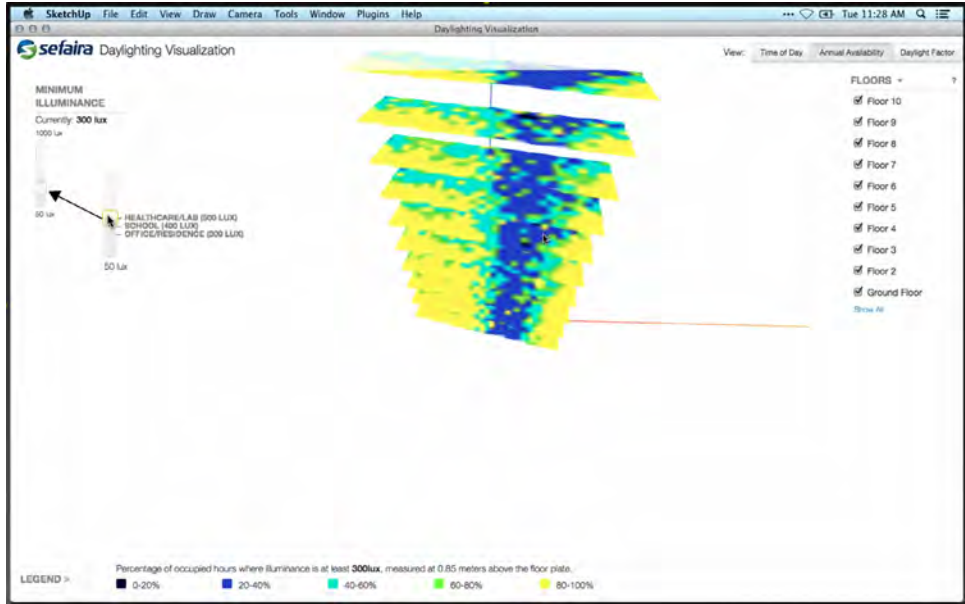 SketchUp File Edit View Draw Camera Tools Window Plugins Help Tue 11:28 AM
Daylighting Visualization
sefaira Daylighting Visualization
View: Time of Day Annual Availability Daylight Factor
FLOORS ?
MINIMUM
ILLUMINANCE
Currently: 300 lux
1000 lux
50 lux
HEALTHCARE/LAB (500 LUX)
SCHOOL (400 LUX)
OFFICE/RESIDENCE (300 LUX)
50 lux
Floor 10
Floor 9
Floor 8
Floor 7
Floor 6
Floor 5
Floor 4
Floor 3
Floor 2
Ground Floor
Show All
Percentage of occupied hours where illuminance is at least 300lux, measured at 0.85 meters above the floor plate.
LEGEND >
0-20% 20-40% 40-60% 60-80% 80-100%